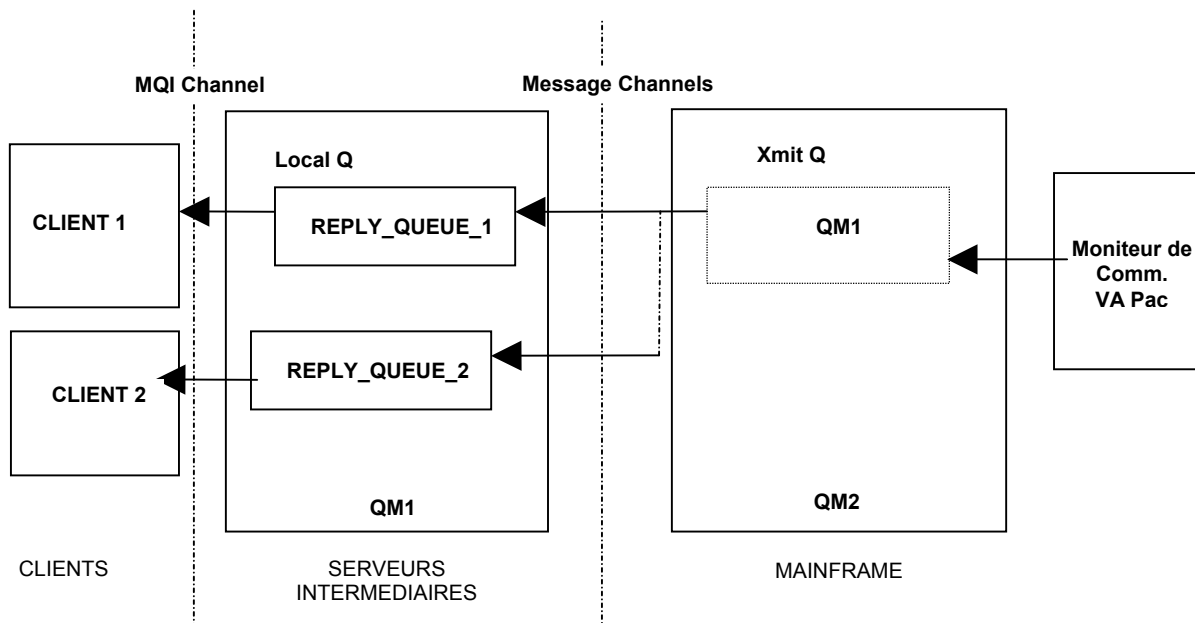 MQI Channel
Message Channels
Local Q
Xmit Q
CLIENT 1
REPLY_QUEUE_1
QM1
Moniteur de
Comm.
VA Pac
REPLY_QUEUE_2
CLIENT 2
QM1
QM2
CLIENTS
SERVEURS
INTERMEDIAIRES
MAINFRAME